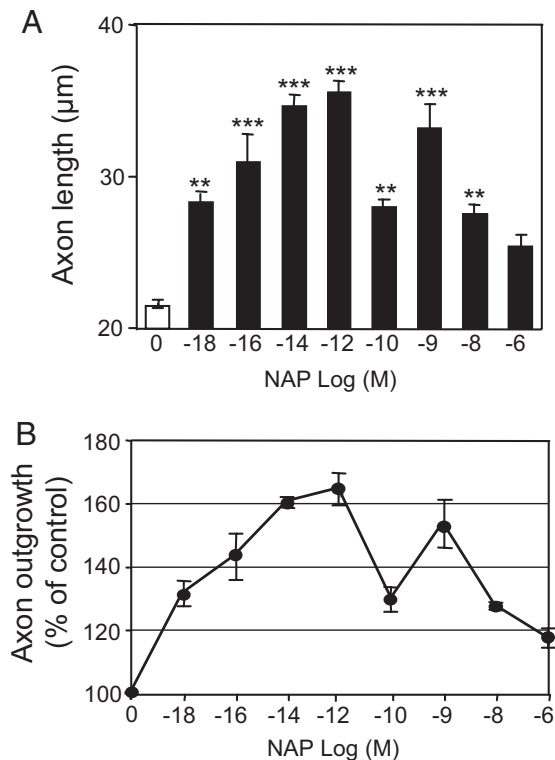 A
Axon length (µm)
40
30
20
** *** *** *** ** *** **
0 -18 -16 -14 -12 -10 -9 -8 -6
NAP Log (M)
B
Axon outgrowth
(% of control)
180
160
140
120
100
0 -18 -16 -14 -12 -10 -9 -8 -6
NAP Log (M)